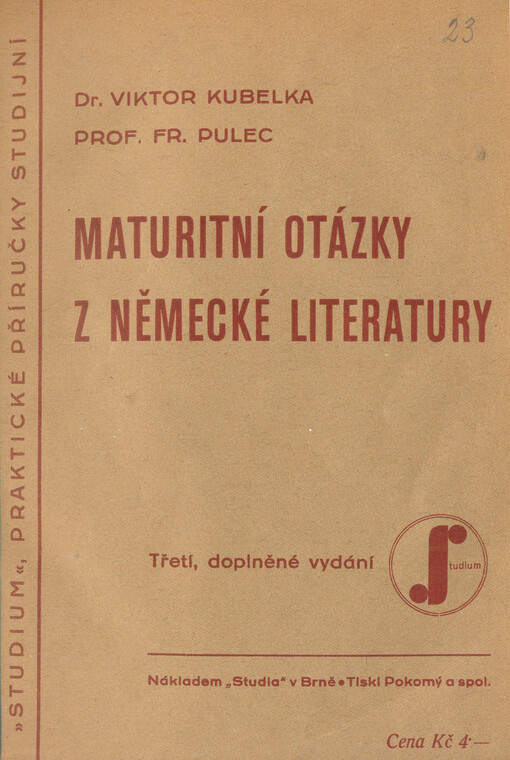 23
Dr. VIKTOR KUBELKA
PROF. FR. PULEC
MATURITNÍ OTÁZKY
Z NĚMECKÉ LITERATURY
Třetí, doplněné vydání
Studium
Nákladem „Studia“ v Brně • Tiskl Pokorný a spol.
Cena Kč 4·—
»STUDIUM«, PRAKTICKÉ PŘÍRUČKY STUDIJNÍ